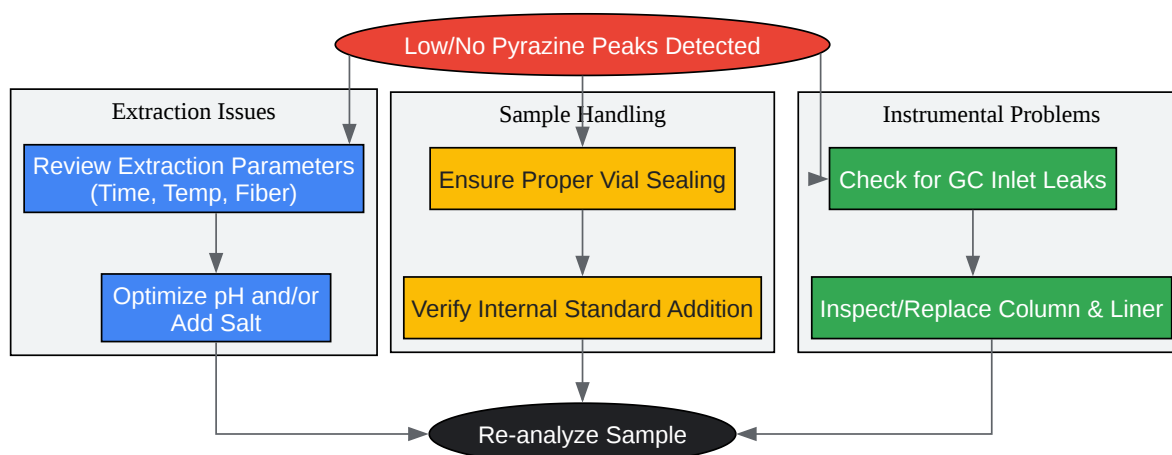 Low/No Pyrazine Peaks Detected
Extraction Issues
Sample Handling
Instrumental Problems
Review Extraction Parameters
(Time, Temp, Fiber)
Ensure Proper Vial Sealing
Check for GC Inlet Leaks
Optimize pH and/or
Add Salt
Verify Internal Standard Addition
Inspect/Replace Column & Liner
Re-analyze Sample